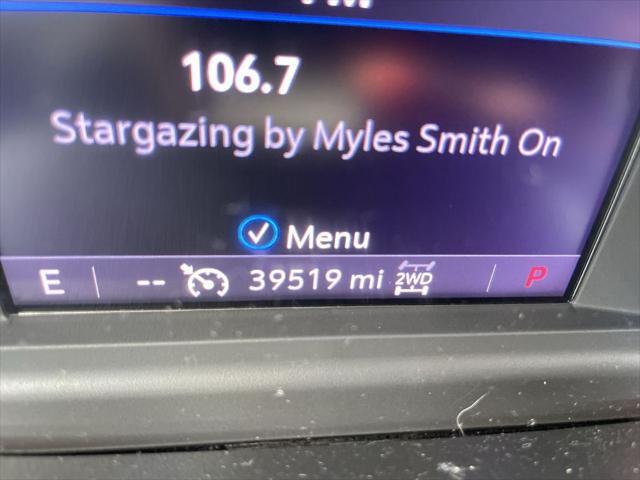 106.7
Stargazing by Myles Smith On
Menu
E -- 39519 mi 2WD P